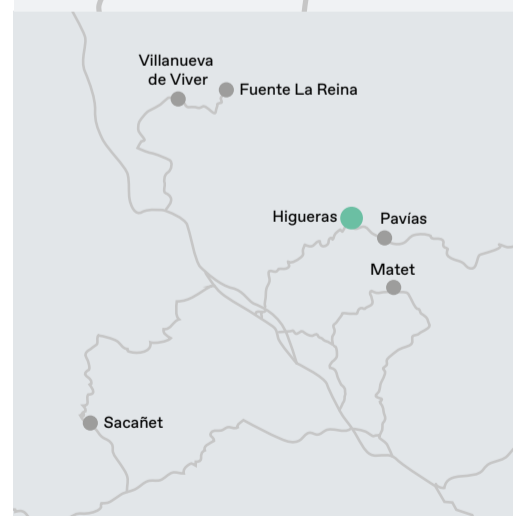 Villanueva
de Viver
Fuente La Reina
Higueras
Pavías
Matet
Sacañet